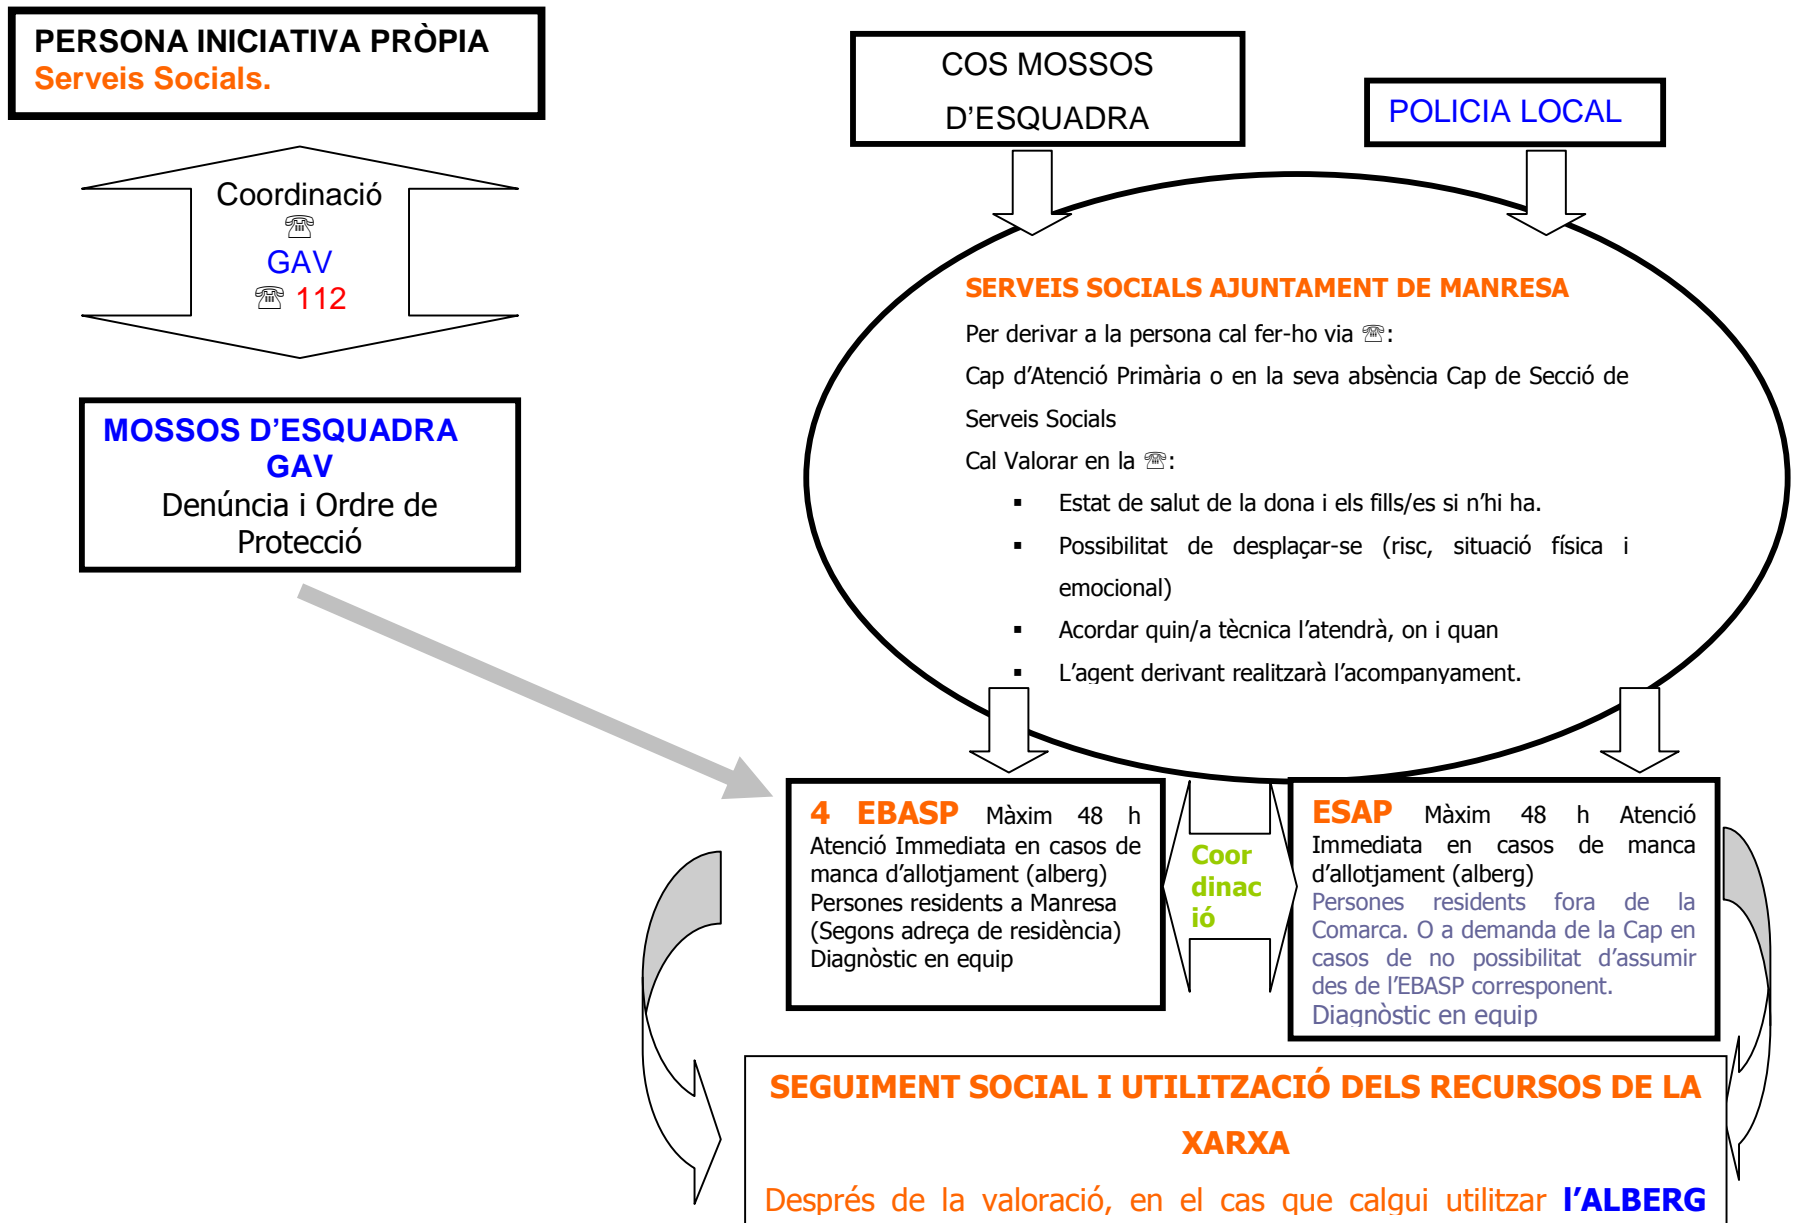 PERSONA INICIATIVA PRÒPIA
Serveis Socials.
Coordinació
☎
GAV
☎ 112
MOSSOS D’ESQUADRA
GAV
Denúncia i Ordre de
Protecció
COS MOSSOS
D’ESQUADRA
POLICIA LOCAL
SERVEIS SOCIALS AJUNTAMENT DE MANRESA
Per derivar a la persona cal fer-ho via ☎:
Cap d’Atenció Primària o en la seva absència Cap de Secció de
Serveis Socials
Cal Valorar en la ☎:
▪ Estat de salut de la dona i els fills/es si n’hi ha.
▪ Possibilitat de desplaçar-se (risc, situació física i
emocional)
▪ Acordar quin/a tècnica l’atendrà, on i quan
▪ L’agent derivant realitzarà l’acompanyament.
4 EBASP Màxim 48 h
Atenció Immediata en casos de
manca d’allotjament (alberg)
Persones residents a Manresa
(Segons adreça de residència)
Diagnòstic en equip
Coor
dinac
ió
ESAP Màxim 48 h Atenció
Immediata en casos de manca
d’allotjament (alberg)
Persones residents fora de la
Comarca. O a demanda de la Cap en
casos de no possibilitat d’assumir
des de l’EBASP corresponent.
Diagnòstic en equip
SEGUIMENT SOCIAL I UTILITZACIÓ DELS RECURSOS DE LA
XARXA
Després de la valoració, en el cas que calgui utilitzar l’ALBERG